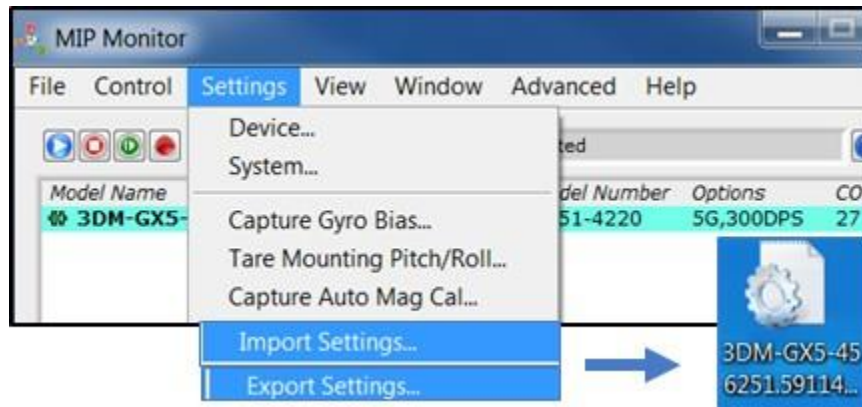 MIP Monitor
File Control Settings View Window Advanced Help
Device...
System...
ted
Model Name
del Number Options CO
3DM-GX5-
51-4220 5G,300DPS 27
Capture Gyro Bias...
Tare Mounting Pitch/Roll...
Capture Auto Mag Cal...
Import Settings...
Export Settings...
3DM-GX5-45
6251.59114...